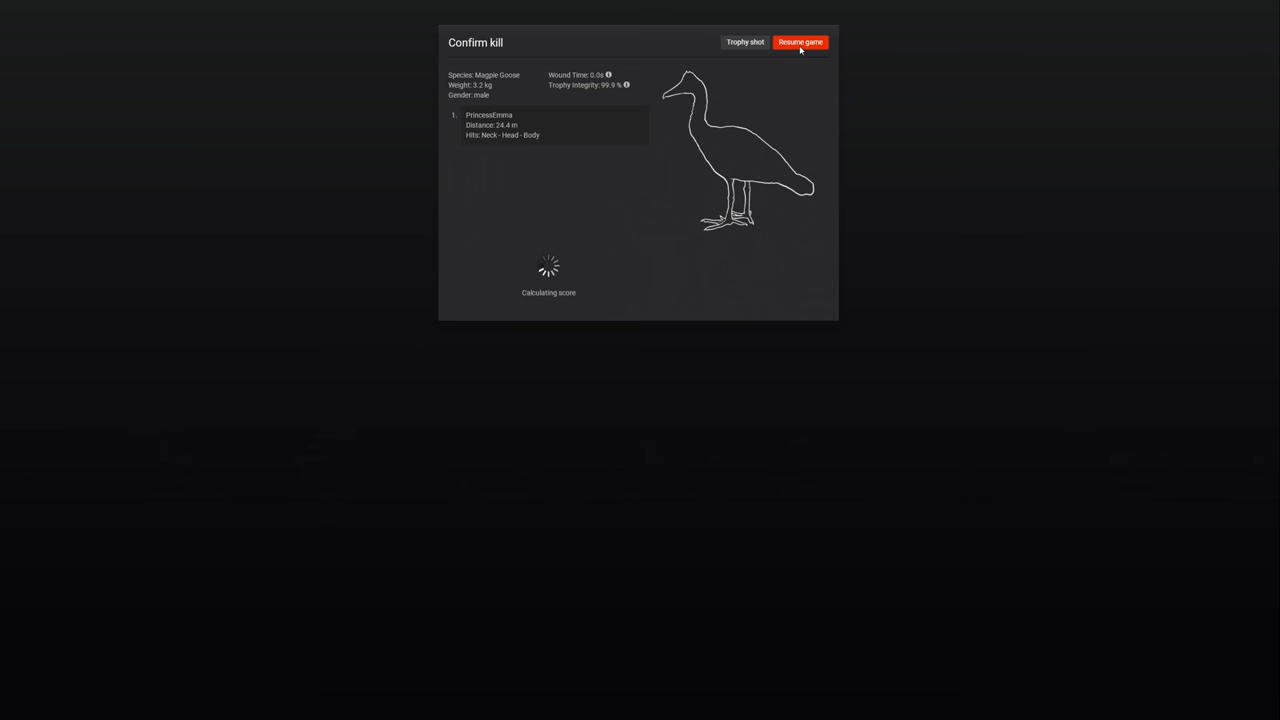 Confirm kill
Trophy shot
Resume game
Species: Magpie Goose
Weight: 3.2 kg
Gender: male
Wound Time: 0.0s
Trophy Integrity: 99.9 %
1.
PrincessEmma
Distance: 24.4 m
Hits: Neck - Head - Body
Calculating score